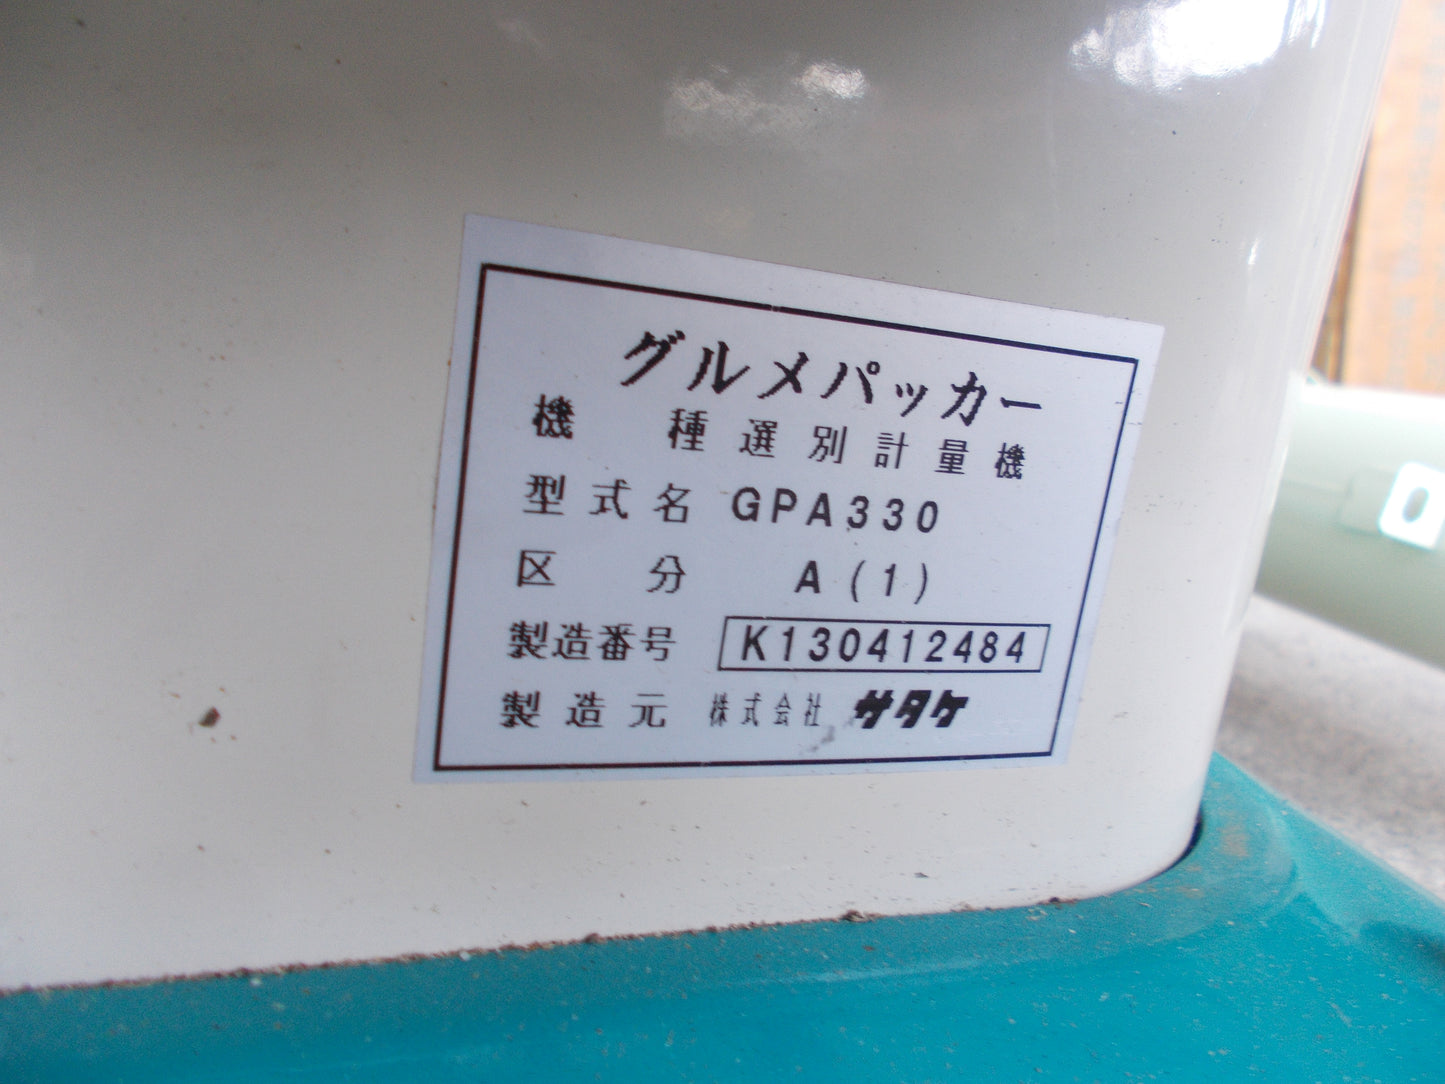 グルメパッカー
機種 選別計量機
型式名 GPA330
区分 A(1)
製造番号 K130412484
製造元 株式会社 サタケ